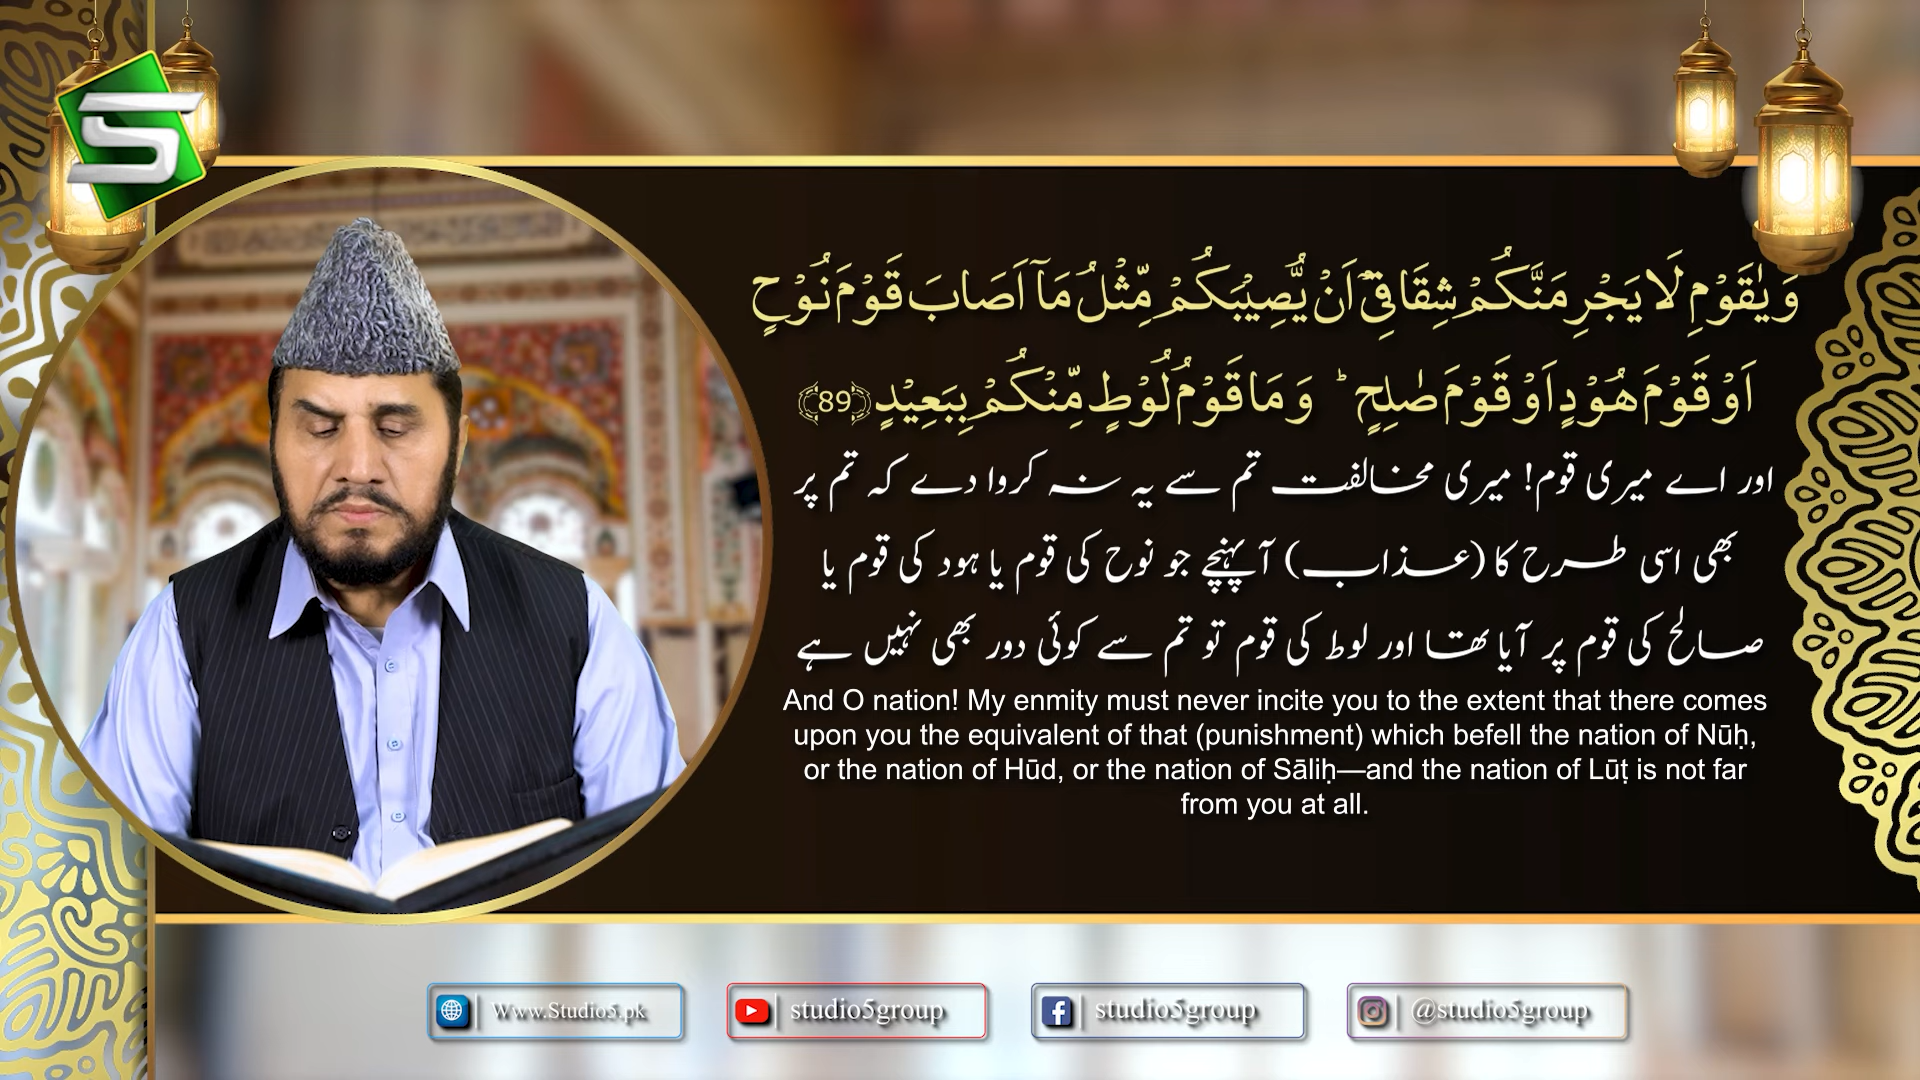 وَ یٰقَوْمِ لَا یَجْرِمَنَّكُمْ شِقَاقِیْۤ اَنْ یُّصِیْبَكُمْ مِّثْلُ مَاۤ اَصَابَ قَوْمَ نُوْحٍ
اَوْ قَوْمَ هُوْدٍ اَوْ قَوْمَ صٰلِحٍؕ وَ مَا قَوْمُ لُوْطٍ مِّنْكُمْ بِبَعِیْدٍ ﴿89﴾
اور اے میری قوم! میری مخالفت تم سے یہ نہ کروا دے کہ تم پر
بھی اسی طرح کا (عذاب) آ پہنچے جو نوح کی قوم یا ہود کی قوم یا
صالح کی قوم پر آیا تھا اور لوط کی قوم تو تم سے کوئی دور بھی نہیں ہے
And O nation! My enmity must never incite you to the extent that there comes
upon you the equivalent of that (punishment) which befell the nation of Nūḥ,
or the nation of Hūd, or the nation of Sāliḥ—and the nation of Lūṭ is not far
from you at all.
Www.Studio5.pk
studio5group
studio5group
@studio5group